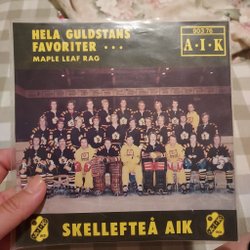 HELA GULDSTANS
FAVORITER ...
MAPLE LEAF RAG
A·I·K
SKELLEFTEÅ AIK